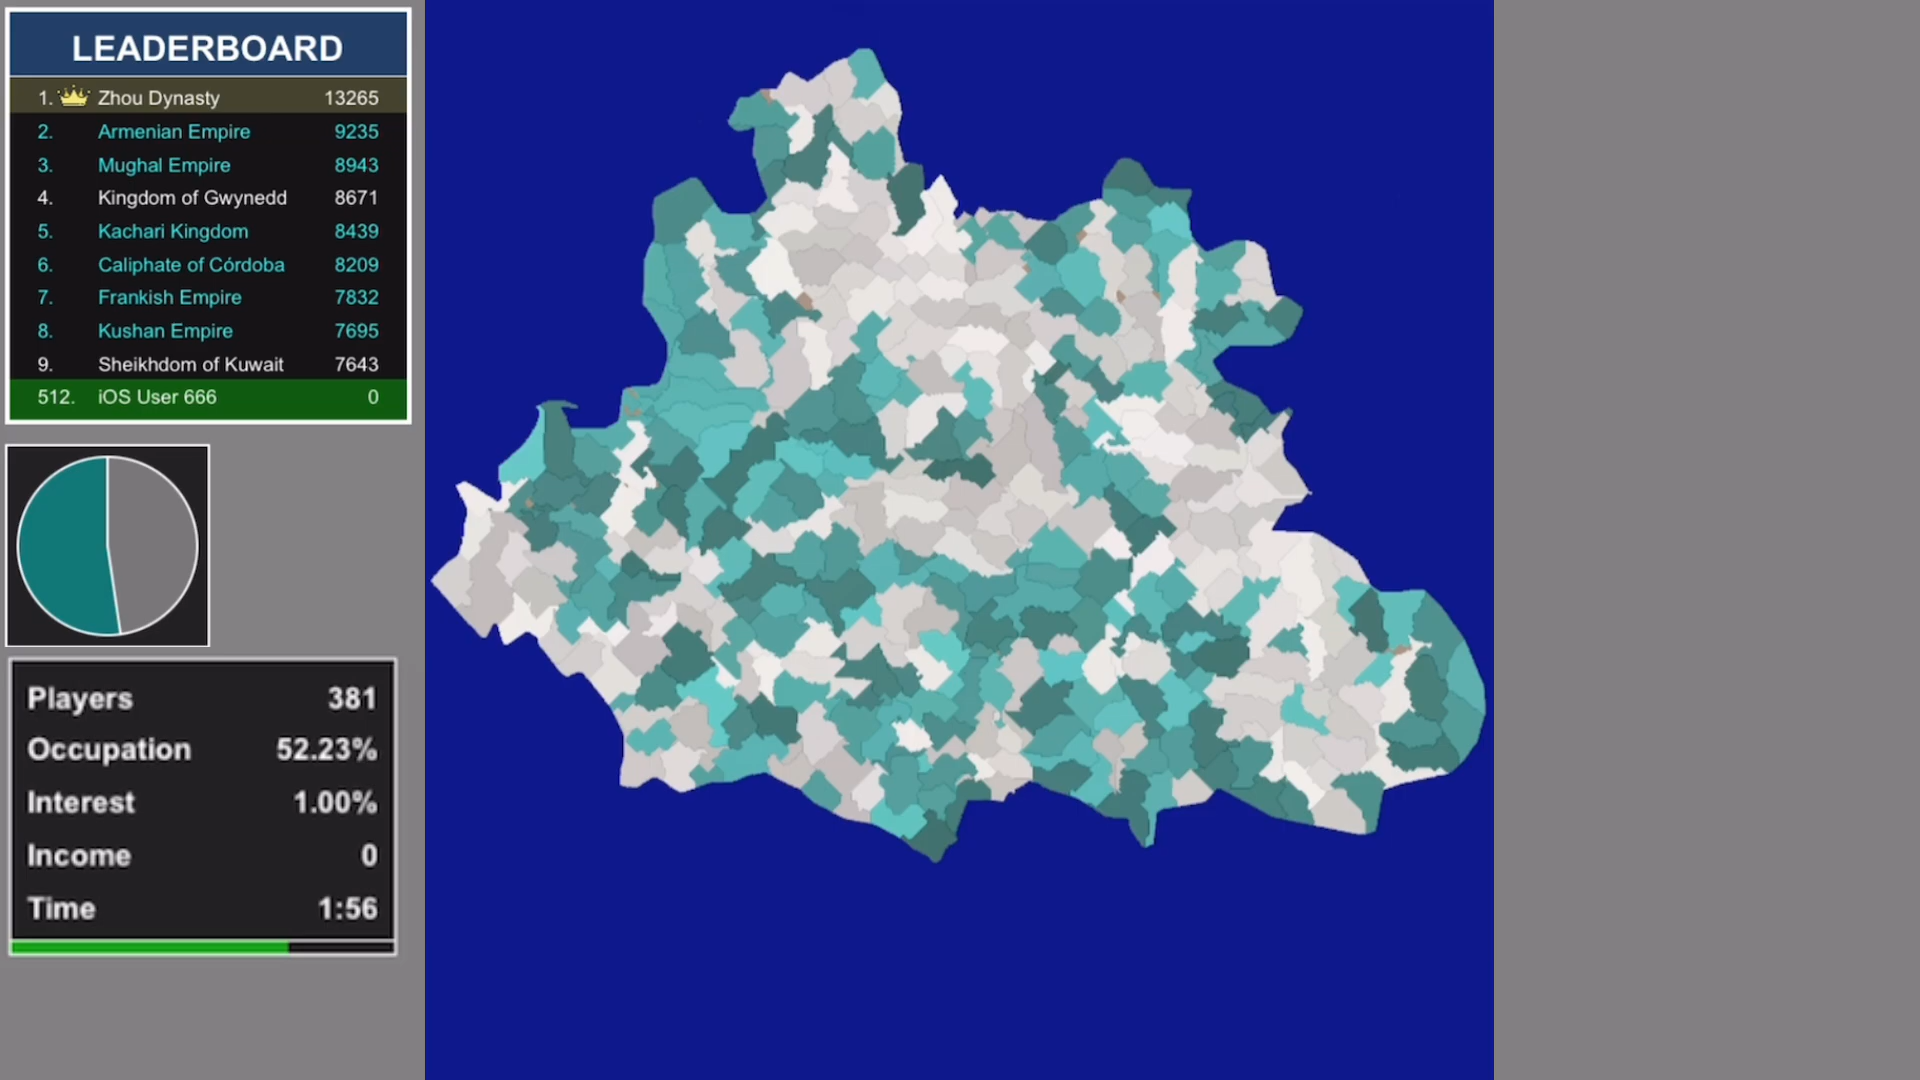 LEADERBOARD
1. Zhou Dynasty 13265
2. Armenian Empire 9235
3. Mughal Empire 8943
4. Kingdom of Gwynedd 8671
5. Kachari Kingdom 8439
6. Caliphate of Córdoba 8209
7. Frankish Empire 7832
8. Kushan Empire 7695
9. Sheikhdom of Kuwait 7643
512. iOS User 666 0
Players 381
Occupation 52.23%
Interest 1.00%
Income 0
Time 1:56